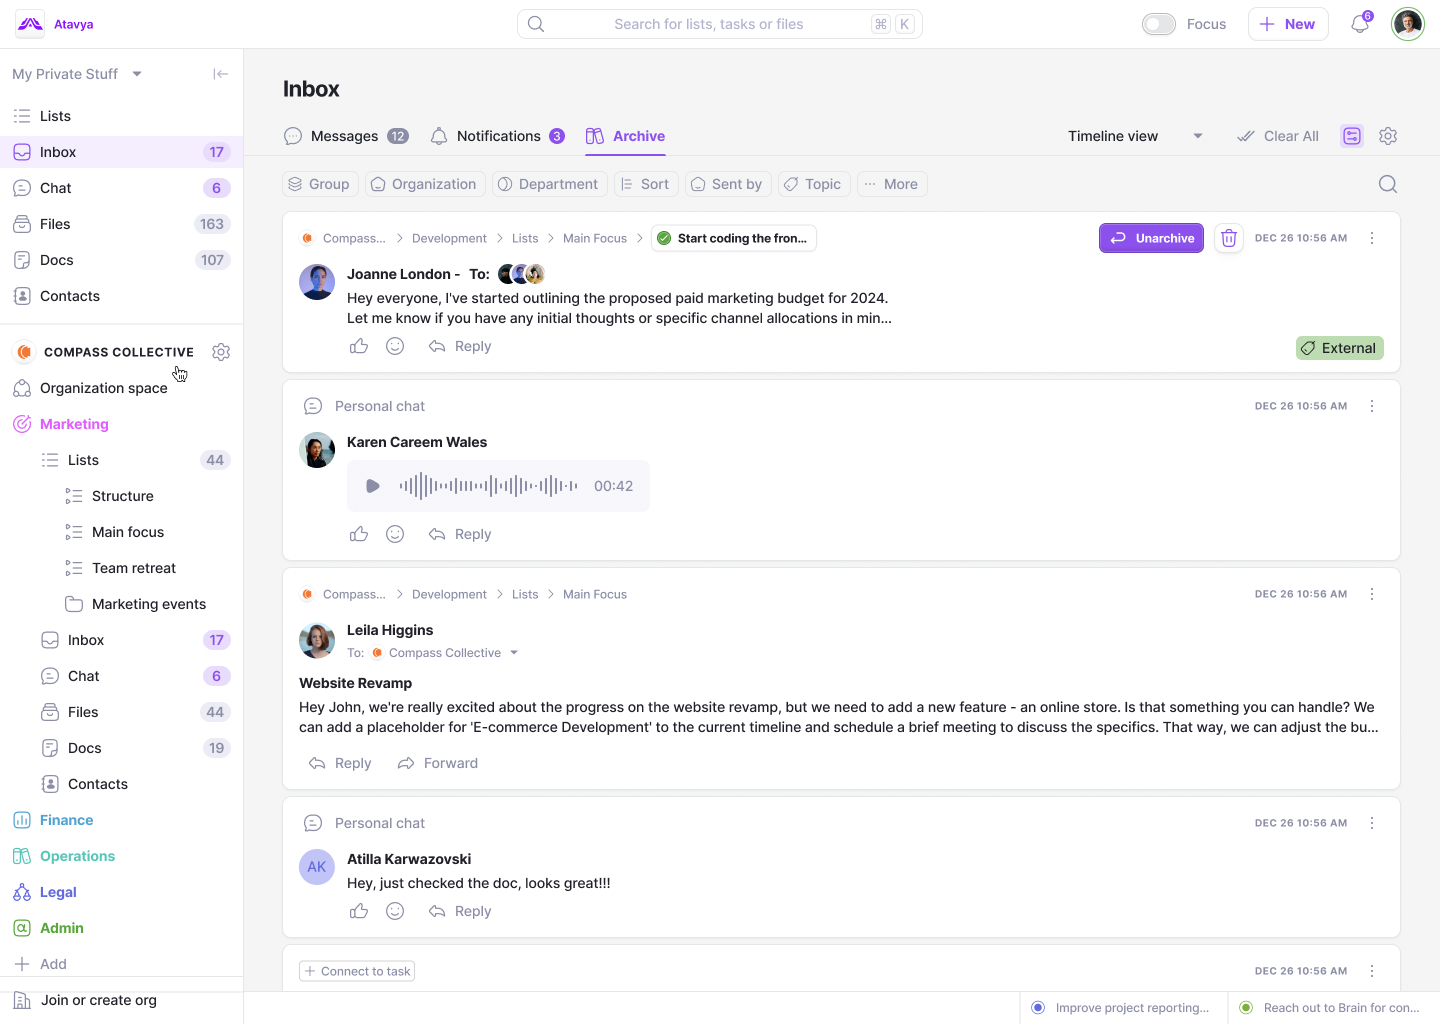 Atavya
Search for lists, tasks or files
⌘ K
Focus
New
6
My Private Stuff
Lists
Inbox 17
Chat 6
Files 163
Docs 107
Contacts
COMPASS COLLECTIVE
Organization space
Marketing
Lists 44
Structure
Main focus
Team retreat
Marketing events
Inbox 17
Chat 6
Files 44
Docs 19
Contacts
Finance
Operations
Legal
Admin
Add
Join or create org
Inbox
Messages 12
Notifications 3
Archive
Timeline view
Clear All
Group
Organization
Department
Sort
Sent by
Topic
More
Compass... Development Lists Main Focus Start coding the fron...
Unarchive
DEC 26 10:56 AM
Joanne London - To:
Hey everyone, I've started outlining the proposed paid marketing budget for 2024.
Let me know if you have any initial thoughts or specific channel allocations in min...
Reply
External
Personal chat
DEC 26 10:56 AM
Karen Careem Wales
00:42
Reply
Compass... Development Lists Main Focus
DEC 26 10:56 AM
Leila Higgins
To: Compass Collective
Website Revamp
Hey John, we're really excited about the progress on the website revamp, but we need to add a new feature - an online store. Is that something you can handle? We
can add a placeholder for 'E-commerce Development' to the current timeline and schedule a brief meeting to discuss the specifics. That way, we can adjust the bu...
Reply
Forward
Personal chat
DEC 26 10:56 AM
AK
Atilla Karwazovski
Hey, just checked the doc, looks great!!!
Reply
Connect to task
DEC 26 10:56 AM
Improve project reporting...
Reach out to Brain for con...